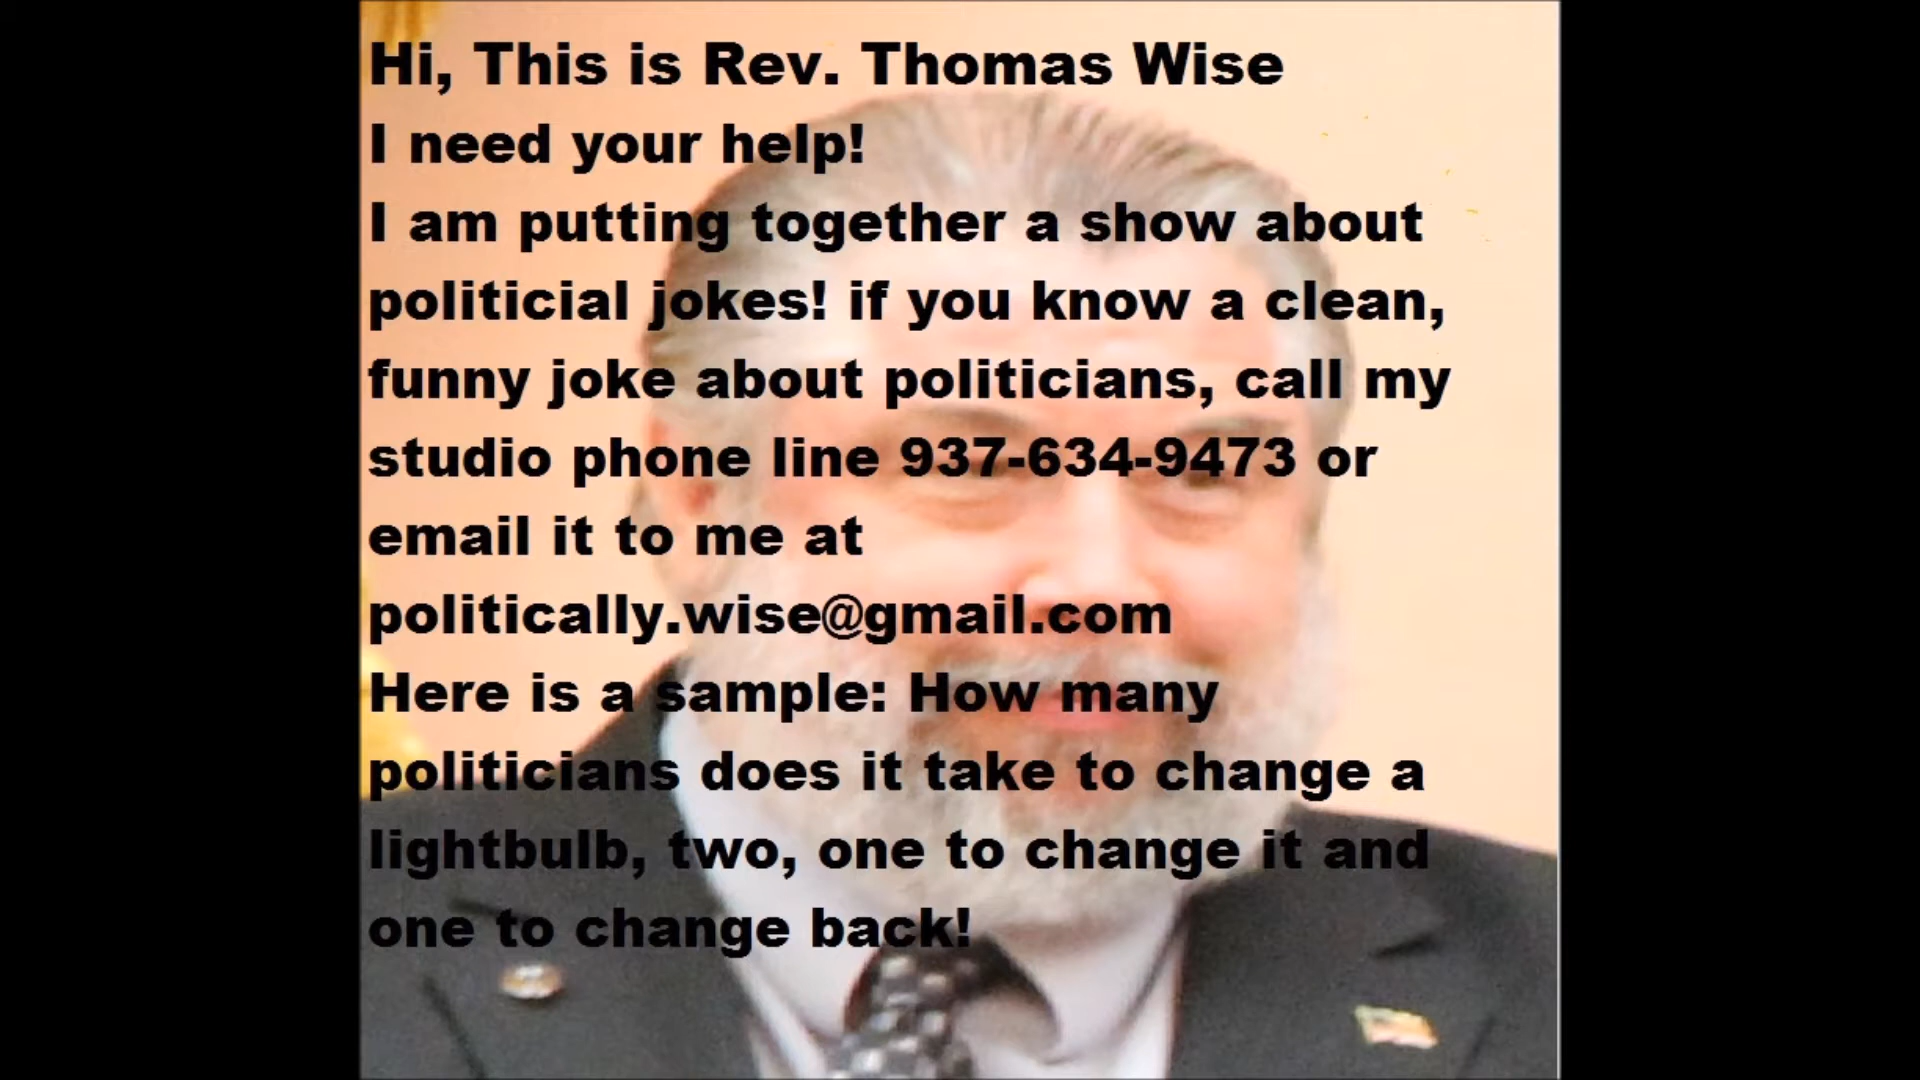 Hi, This is Rev. Thomas Wise
I need your help!
I am putting together a show about
politicial jokes! if you know a clean,
funny joke about politicians, call my
studio phone line 937-634-9473 or
email it to me at
politically.wise@gmail.com
Here is a sample: How many
politicians does it take to change a
lightbulb, two, one to change it and
one to change back!